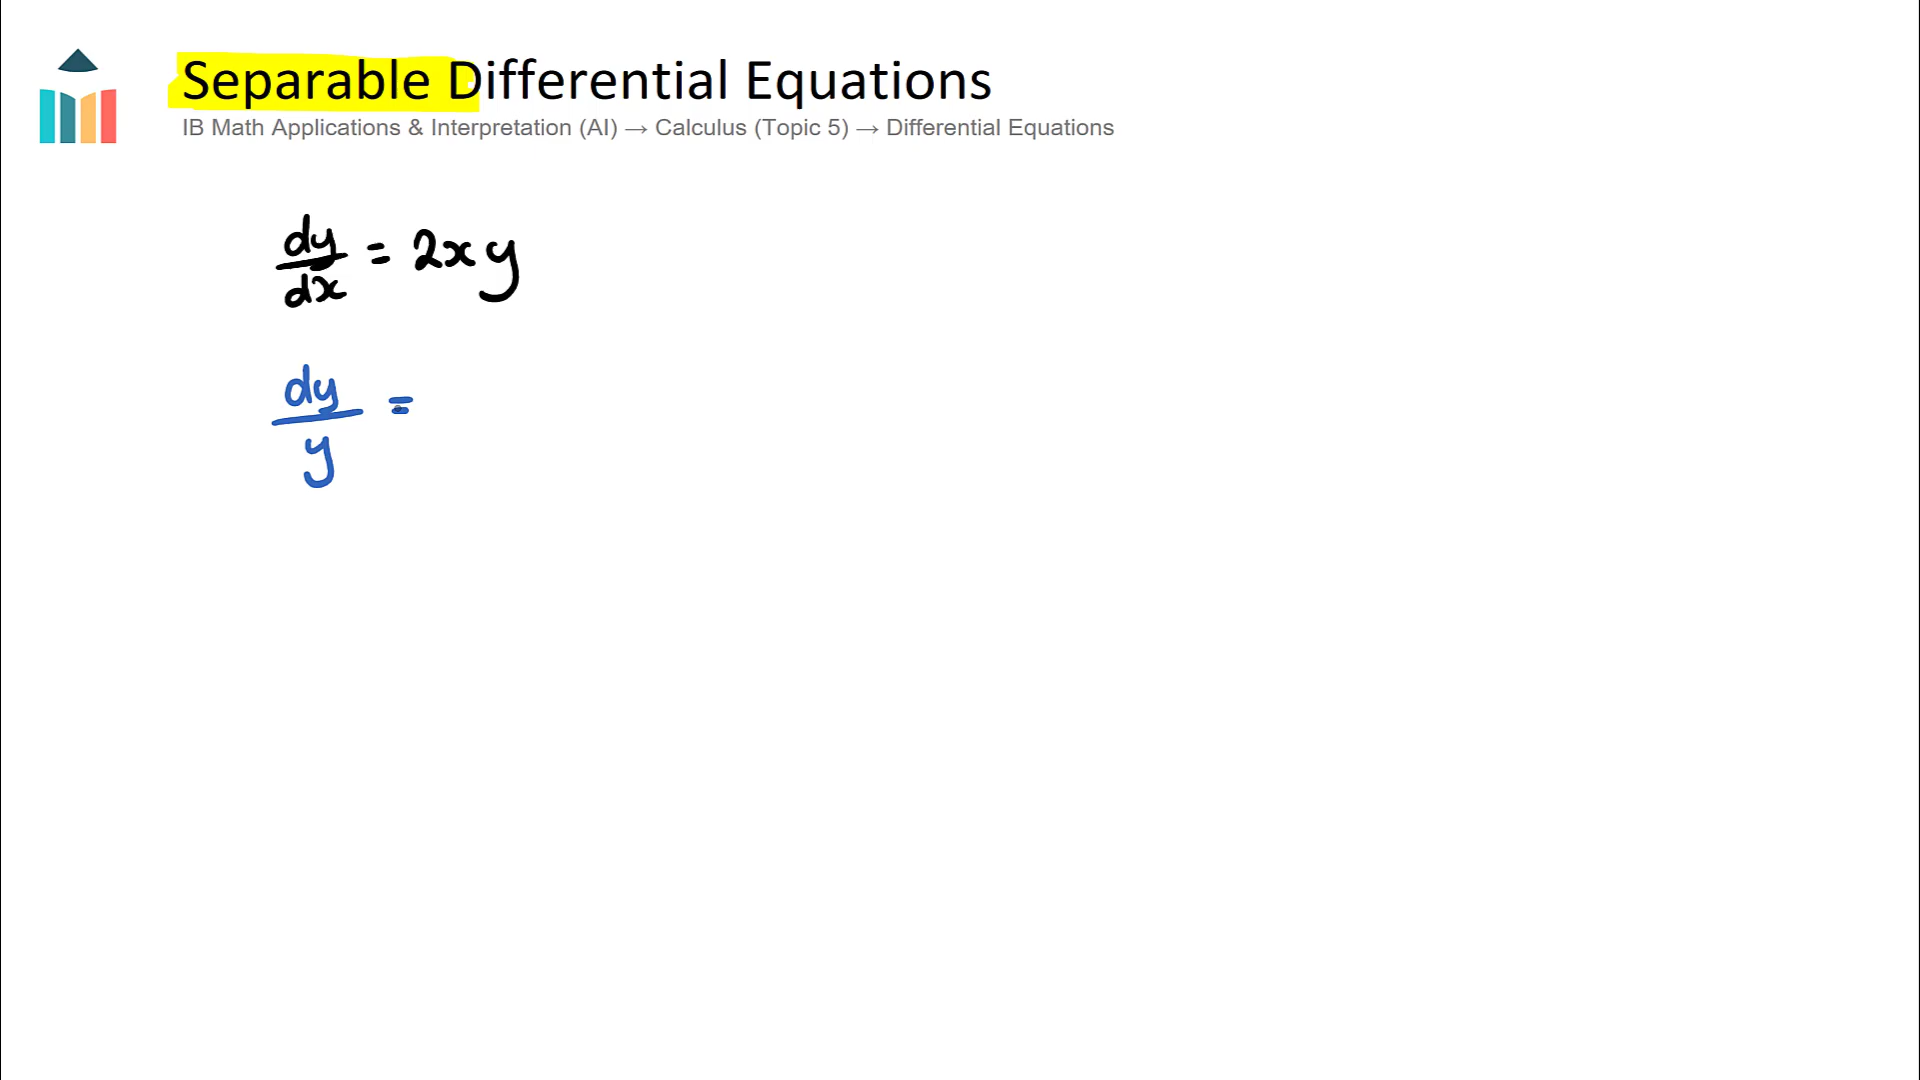 Separable Differential Equations
IB Math Applications & Interpretation (AI) → Calculus (Topic 5) → Differential Equations
dy/dx = 2xy
dy/y =